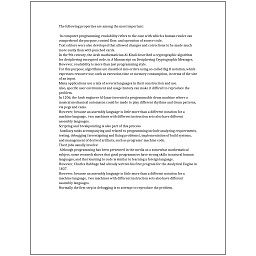 The following properties are among the most important:
 In computer programming, readability refers to the ease with which a human reader can
comprehend the purpose, control flow, and operation of source code.
Text editors were also developed that allowed changes and corrections to be made much
more easily than with punched cards.
In the 9th century, the Arab mathematician Al-Kindi described a cryptographic algorithm
for deciphering encrypted code, in A Manuscript on Deciphering Cryptographic Messages.
However, readability is more than just programming style.
For this purpose, algorithms are classified into orders using so-called Big O notation, which
expresses resource use, such as execution time or memory consumption, in terms of the size
of an input.
Many applications use a mix of several languages in their construction and use.
Also, specific user environment and usage history can make it difficult to reproduce the
problem.
In 1206, the Arab engineer Al-Jazari invented a programmable drum machine where a
musical mechanical automaton could be made to play different rhythms and drum patterns,
via pegs and cams.
However, because an assembly language is little more than a different notation for a
machine language, two machines with different instruction sets also have different
assembly languages.
Scripting and breakpointing is also part of this process.
 Auxiliary tasks accompanying and related to programming include analyzing requirements,
testing, debugging (investigating and fixing problems), implementation of build systems,
and management of derived artifacts, such as programs' machine code.
Their jobs usually involve:
 Although programming has been presented in the media as a somewhat mathematical
subject, some research shows that good programmers have strong skills in natural human
languages, and that learning to code is similar to learning a foreign language.
However, Charles Babbage had already written his first program for the Analytical Engine in
1837.
However, because an assembly language is little more than a different notation for a
machine language, two machines with different instruction sets also have different
assembly languages.
Normally the first step in debugging is to attempt to reproduce the problem.